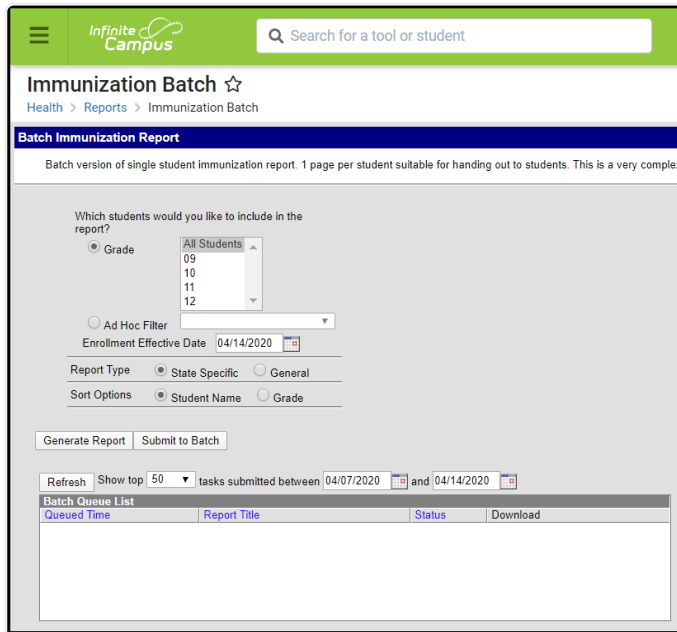 Infinite
Campus
Search for a tool or student
Immunization Batch
Health > Reports > Immunization Batch
Batch Immunization Report
Batch version of single student immunization report. 1 page per student suitable for handing out to students. This is a very
Which students would you like to include in the
report?
Grade
All Students
09
10
11
12
Ad Hoc Filter
Enrollment Effective Date 04/14/2020
Report Type State Specific General
Sort Options Student Name Grade
Generate Report Submit to Batch
Refresh Show top 50 tasks submitted between 04/07/2020 and 04/14/2020
Batch Queue List
Queued Time Report Title Status Download